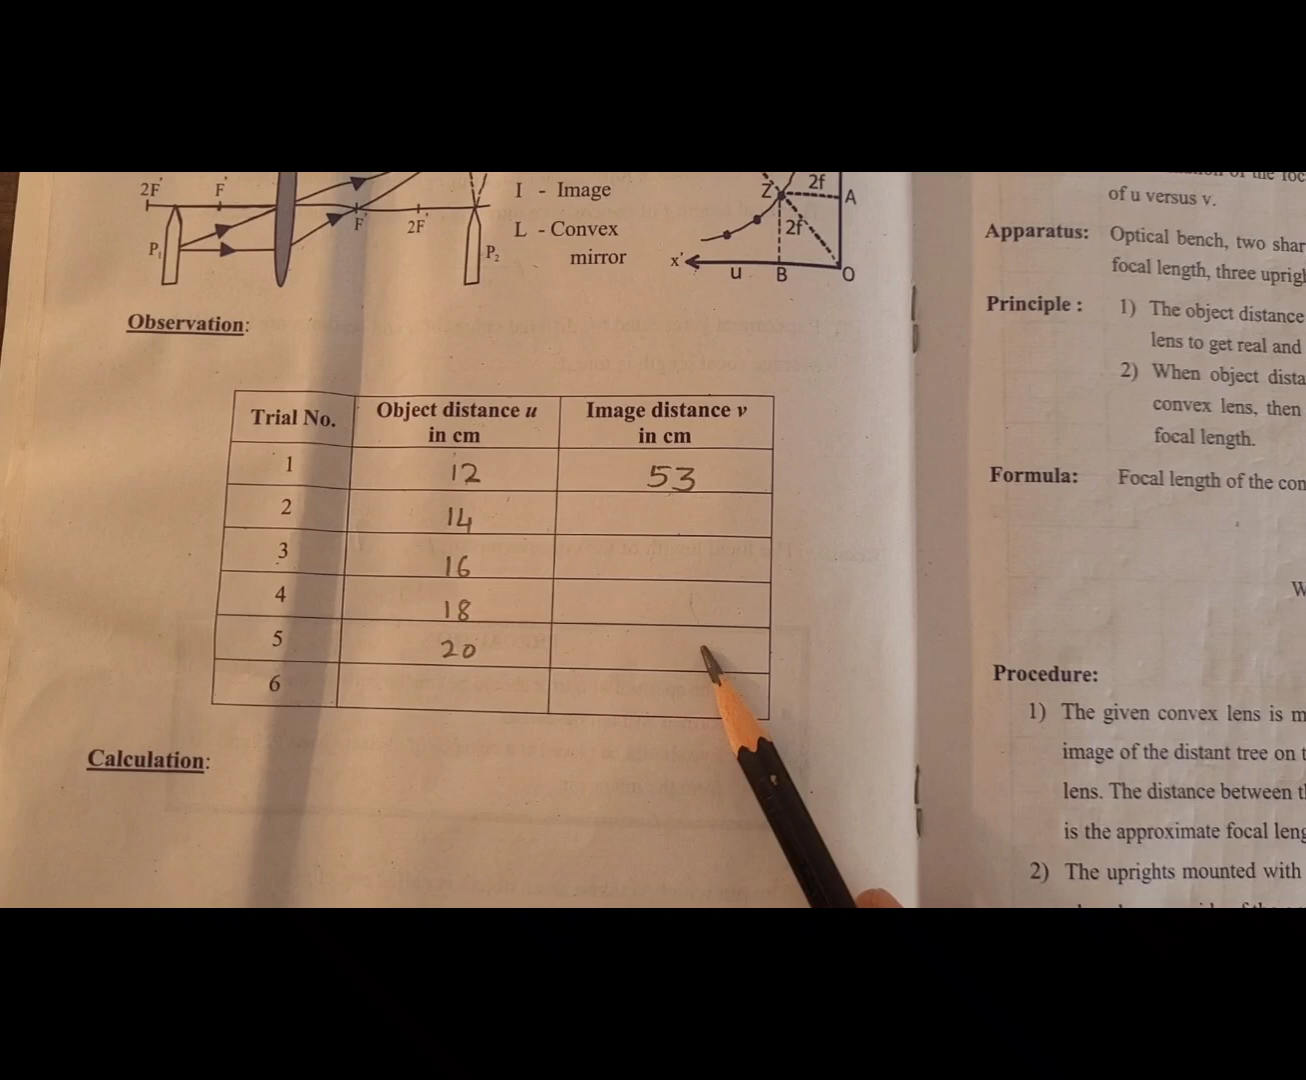 2F'
F'
F
2F
P1
P2
I - Image
L - Convex
mirror
Z
2f
A
2f
x'
u
B
O
Observation:
Trial No.
Object distance u
in cm
Image distance v
in cm
1
12
53
2
14
3
16
4
18
5
20
6
Calculation:
of u versus v.
Apparatus: Optical bench, two shar
focal length, three uprigh
Principle : 1) The object distance
lens to get real and
2) When object dista
convex lens, then
focal length.
Formula: Focal length of the con
W
Procedure:
1) The given convex lens is m
image of the distant tree on t
lens. The distance between th
is the approximate focal leng
2) The uprights mounted with